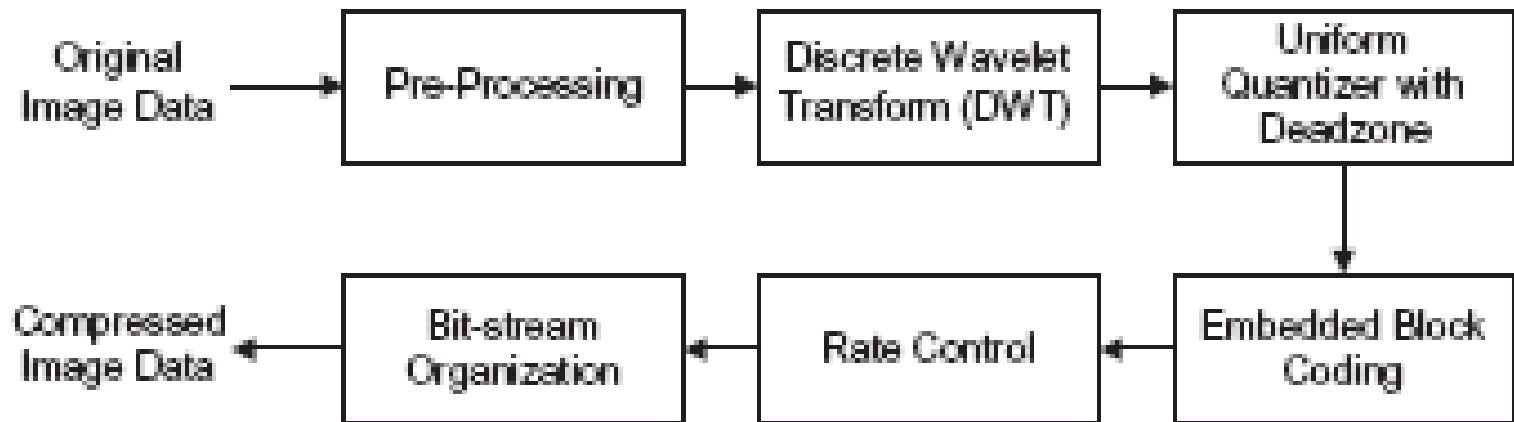 Original
Image Data
Pre-Processing
Discrete Wavelet
Transform (DWT)
Uniform
Quantizer with
Deadzone
Embedded Block
Coding
Rate Control
Bit-stream
Organization
Compressed
Image Data